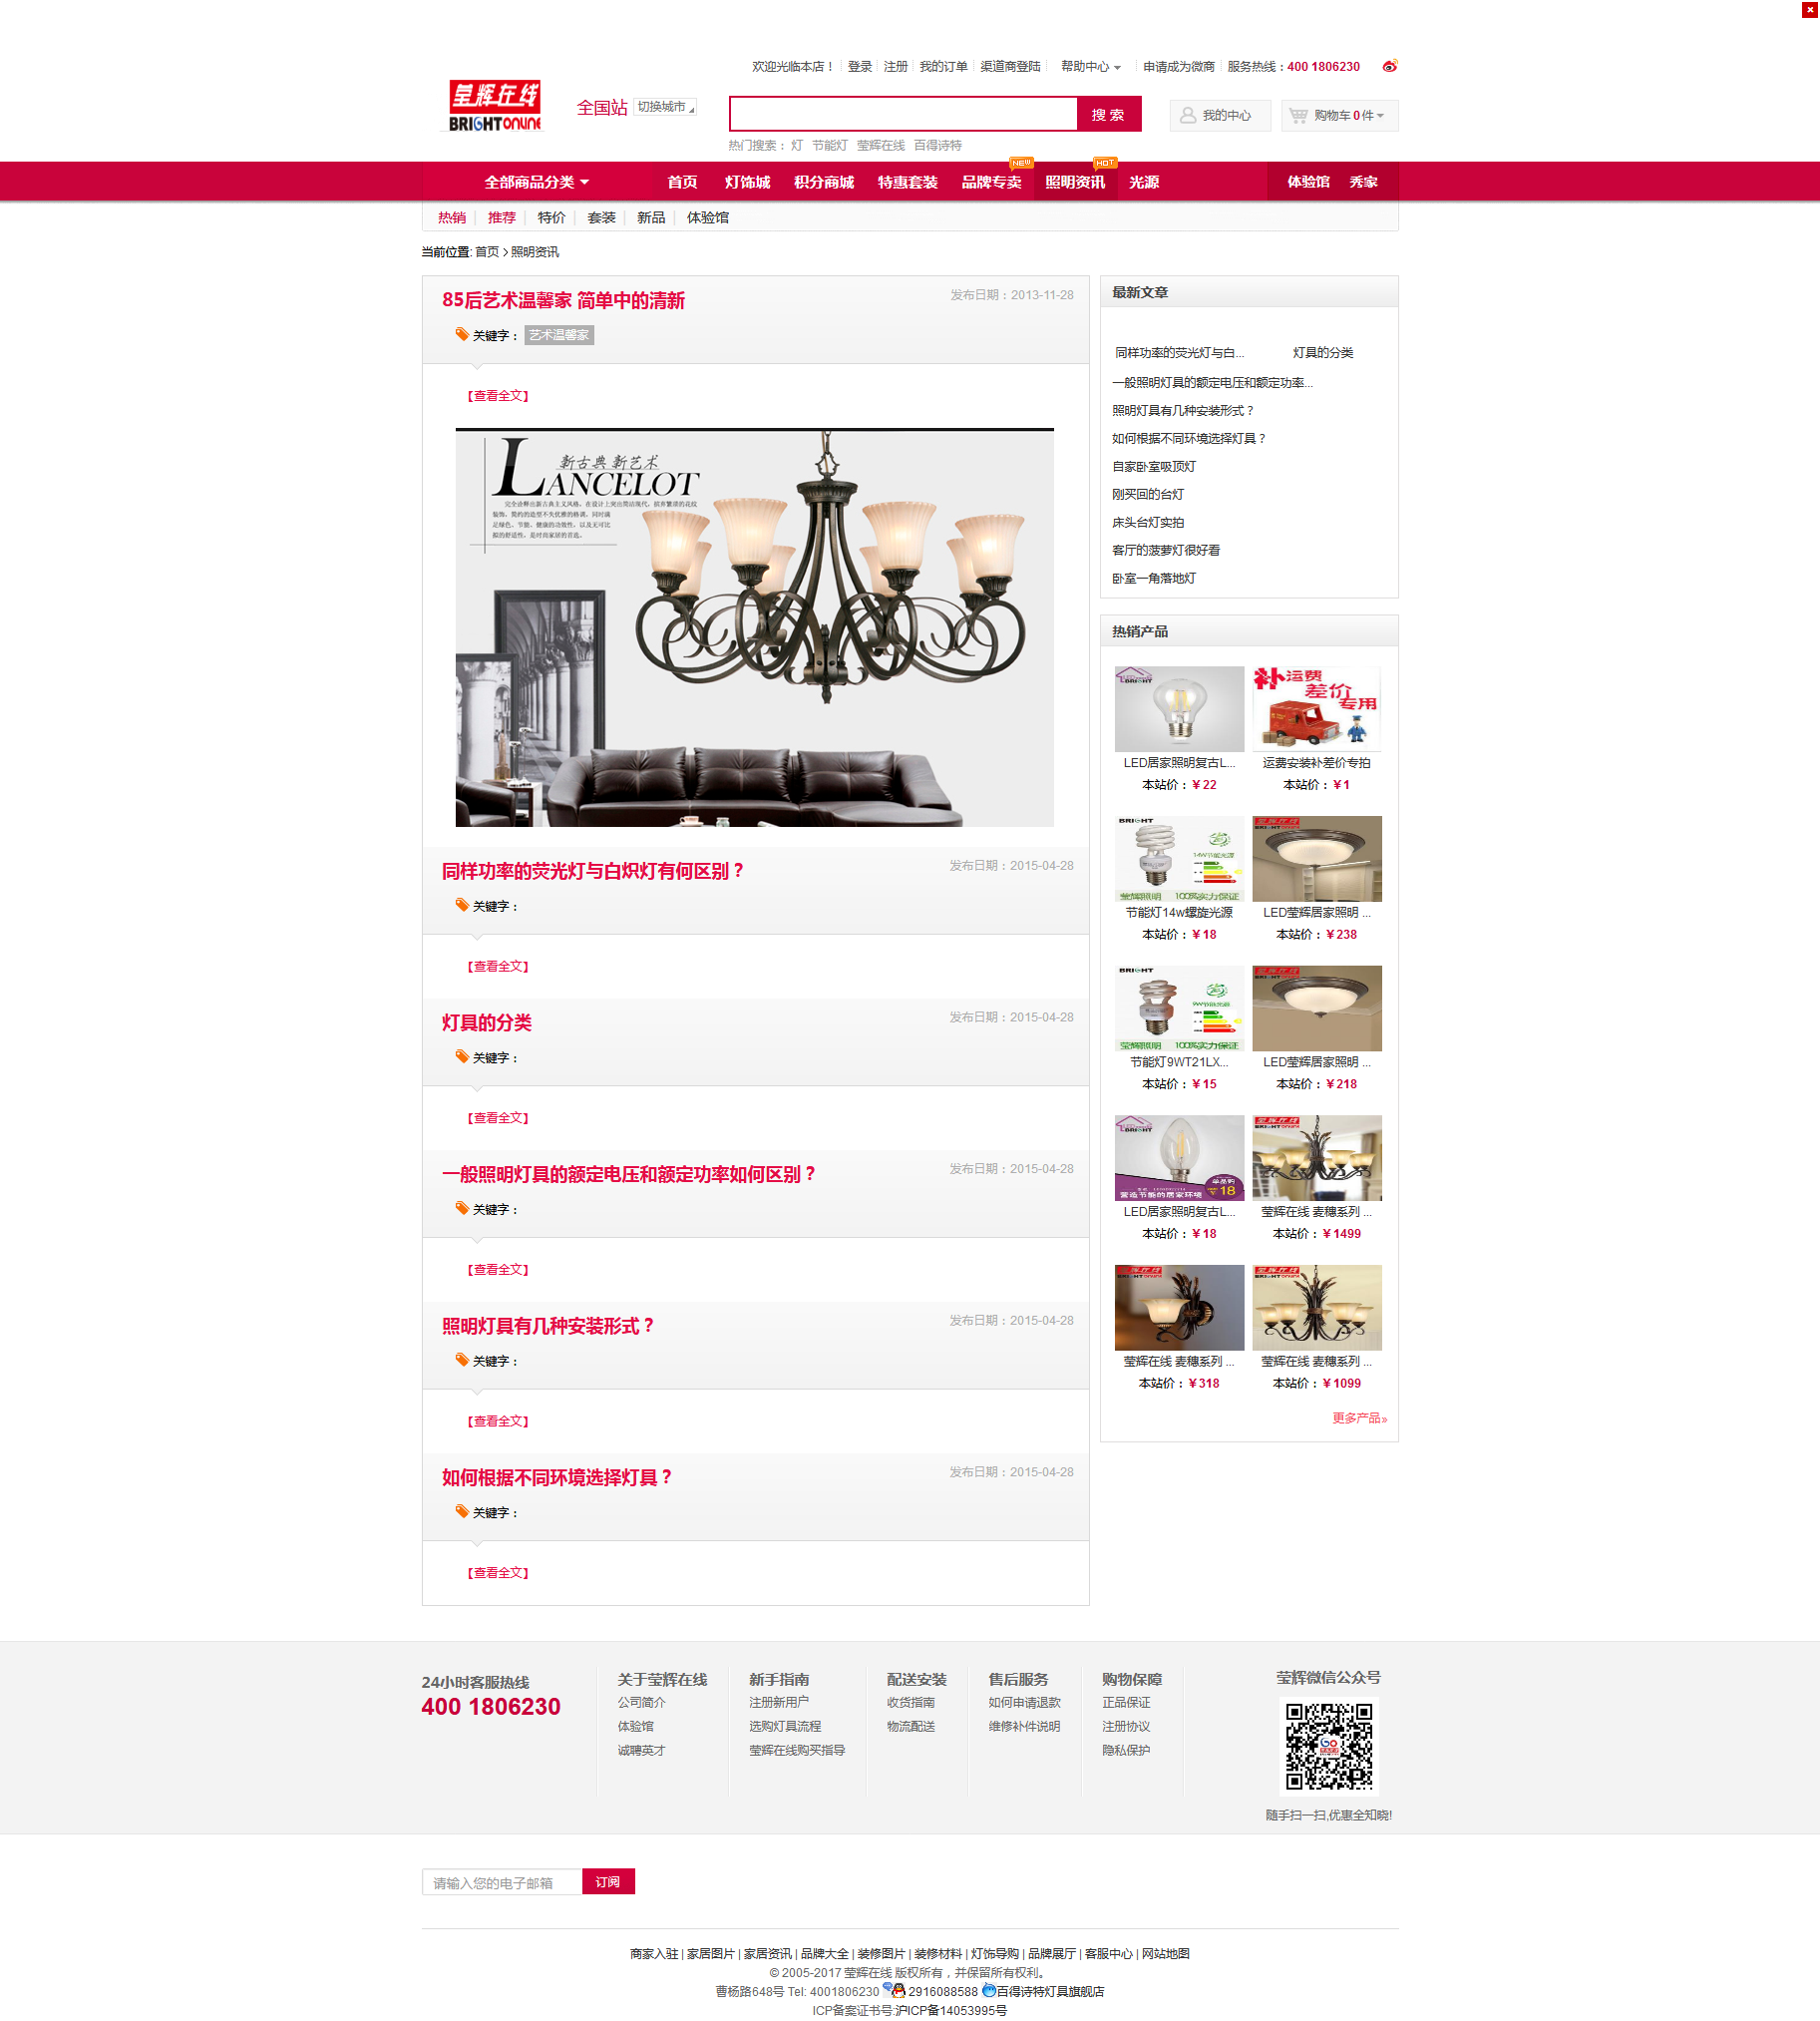 欢迎光临本店！ 登录 注册 我的订单 渠道商登陆 帮助中心 申请成为微商 服务热线：400 1806230
莹辉在线
BRIGHTONLINE
全国站 切换城市
搜 索
我的中心
购物车 0 件
热门搜索： 灯 节能灯 莹辉在线 百得诗特
NEW
HOT
全部商品分类 首页 灯饰城 积分商城 特惠套装 品牌专卖 照明资讯 光源 体验馆 秀家
热销 推荐 特价 套装 新品 体验馆
当前位置: 首页 > 照明资讯
85后艺术温馨家 简单中的清新
发布日期：2013-11-28
关键字： 艺术温馨家
【查看全文】
新古典 新艺术
LANCELOT
同样功率的荧光灯与白炽灯有何区别？
发布日期：2015-04-28
关键字：
【查看全文】
灯具的分类
发布日期：2015-04-28
关键字：
【查看全文】
一般照明灯具的额定电压和额定功率如何区别？
发布日期：2015-04-28
关键字：
【查看全文】
照明灯具有几种安装形式？
发布日期：2015-04-28
关键字：
【查看全文】
如何根据不同环境选择灯具？
发布日期：2015-04-28
关键字：
【查看全文】
最新文章
同样功率的荧光灯与白... 灯具的分类
一般照明灯具的额定电压和额定功率...
照明灯具有几种安装形式？
如何根据不同环境选择灯具？
自家卧室吸顶灯
刚买回的台灯
床头台灯实拍
客厅的菠萝灯很好看
卧室一角落地灯
热销产品
补运费
差价
专用
LED居家照明复古L... 运费安装补差价专拍
本站价：￥22 本站价：￥1
BRIGHT
14W节能光源
莹辉照明 100%实力保证
节能灯14w螺旋光源 LED莹辉居家照明 ...
本站价：￥18 本站价：￥238
BRIGHT
莹辉照明 100%实力保证
节能灯9WT21LX... LED莹辉居家照明 ...
本站价：￥15 本站价：￥218
营造节能的居家环境 18
LED居家照明复古L... 莹辉在线 麦穗系列 ...
本站价：￥18 本站价：￥1499
莹辉在线 麦穗系列 ... 莹辉在线 麦穗系列 ...
本站价：￥318 本站价：￥1099
更多产品»
24小时客服热线
400 1806230
关于莹辉在线
公司简介
体验馆
诚聘英才
新手指南
注册新用户
选购灯具流程
莹辉在线购买指导
配送安装
收货指南
物流配送
售后服务
如何申请退款
维修补件说明
购物保障
正品保证
注册协议
隐私保护
莹辉微信公众号
随手扫一扫,优惠全知晓!
请输入您的电子邮箱 订阅
商家入驻 | 家居图片 | 家居资讯 | 品牌大全 | 装修图片 | 装修材料 | 灯饰导购 | 品牌展厅 | 客服中心 | 网站地图
© 2005-2017 莹辉在线 版权所有，并保留所有权利。
曹杨路648号 Tel: 4001806230 2916088588 百得诗特灯具旗舰店
ICP备案证书号:沪ICP备14053995号